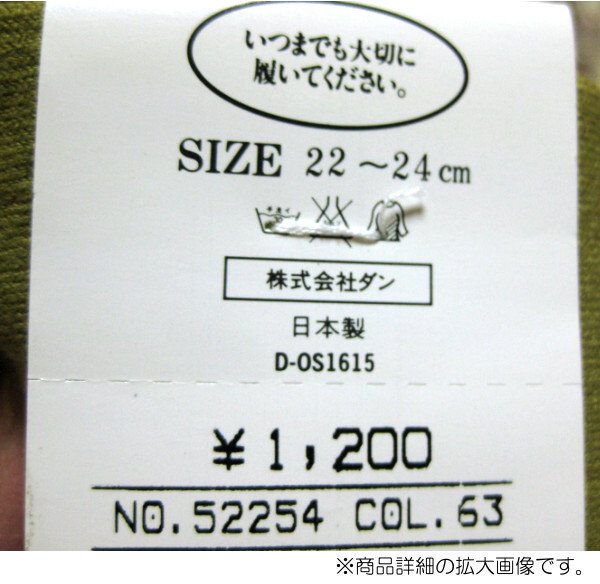 いつまでも大切に
履いてください。
SIZE 22～24cm
株式会社ダン
日本製
D-OS1615
¥1,200
NO.52254 COL.63
※商品詳細の拡大画像です。